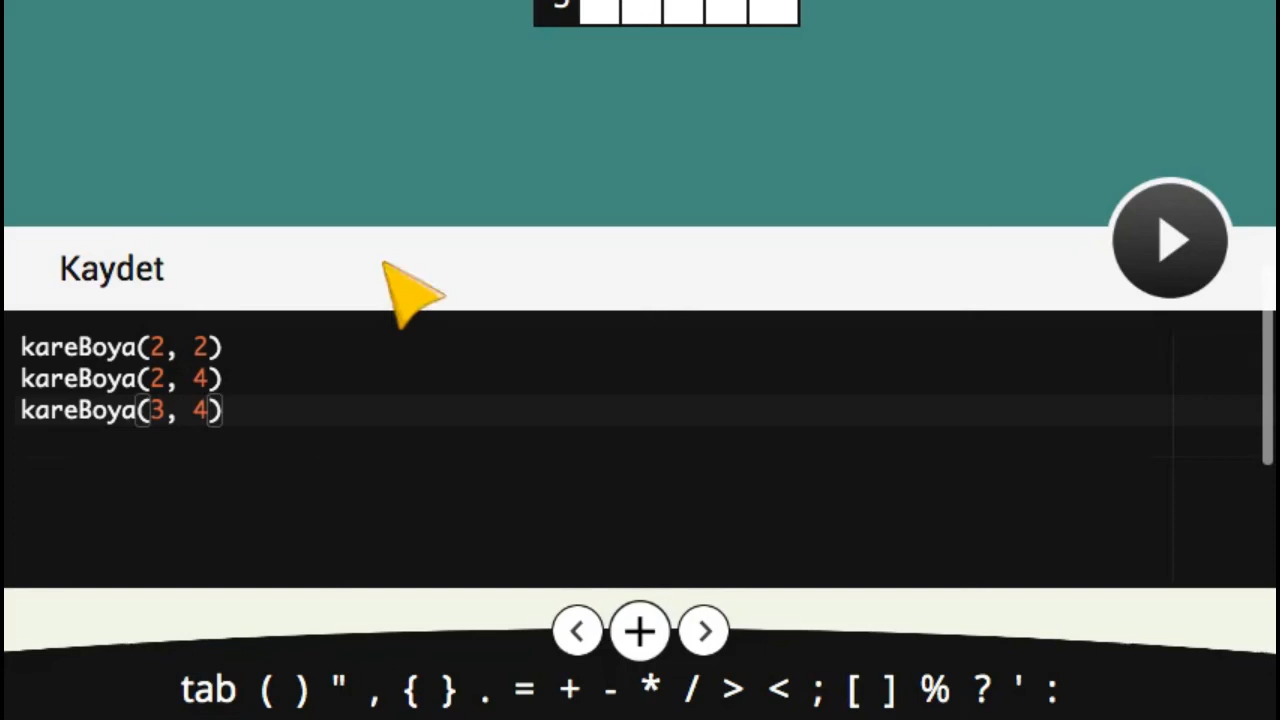 Kaydet
kareBoya(2, 2)
kareBoya(2, 4)
kareBoya(3, 4)
tab ( ) " , { } . = + - * / > < ; [ ] % ? ' :